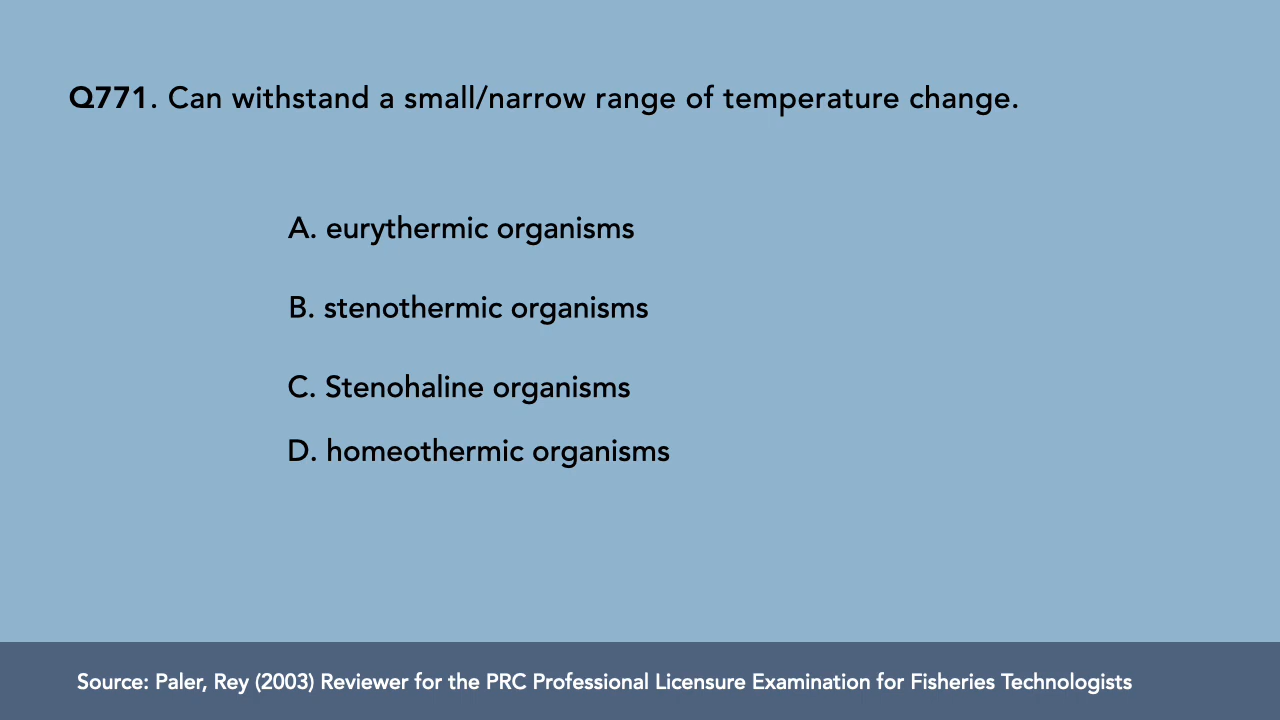 Q771. Can withstand a small/narrow range of temperature change.
A. eurythermic organisms
B. stenothermic organisms
C. Stenohaline organisms
D. homeothermic organisms
Source: Paler, Rey (2003) Reviewer for the PRC Professional Licensure Examination for Fisheries Technologists